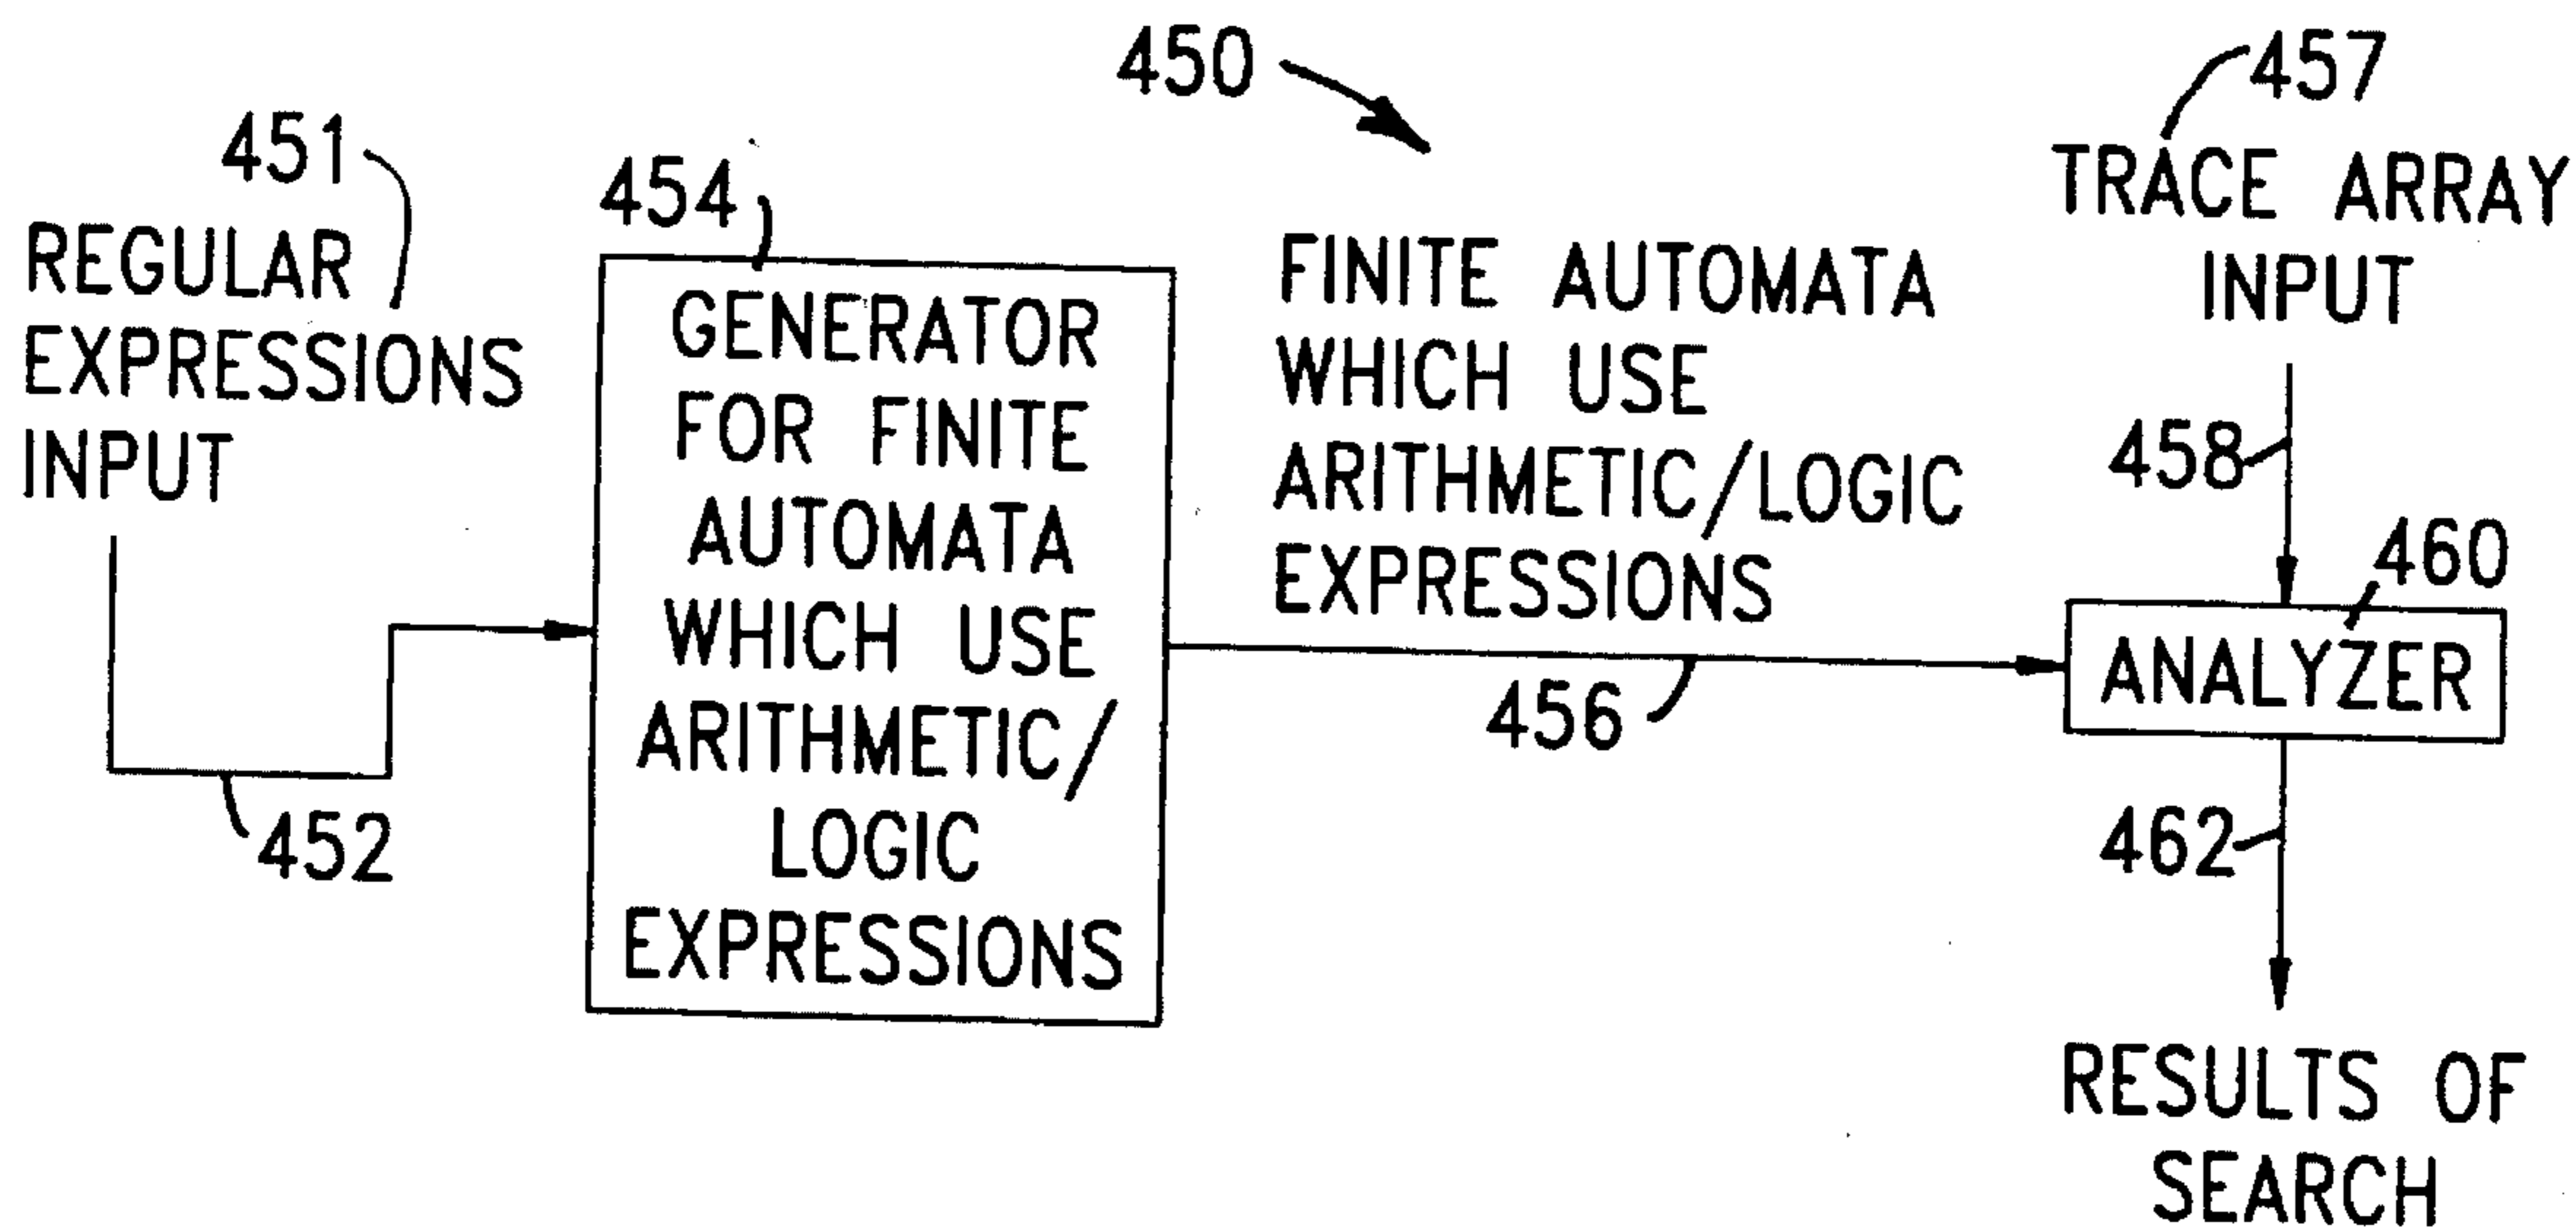 450
457
TRACE ARRAY
INPUT
451
REGULAR
EXPRESSIONS
INPUT
452
454
GENERATOR
FOR FINITE
AUTOMATA
WHICH USE
ARITHMETIC/
LOGIC
EXPRESSIONS
FINITE AUTOMATA
WHICH USE
ARITHMETIC/LOGIC
EXPRESSIONS
456
458
460
ANALYZER
462
RESULTS OF
SEARCH